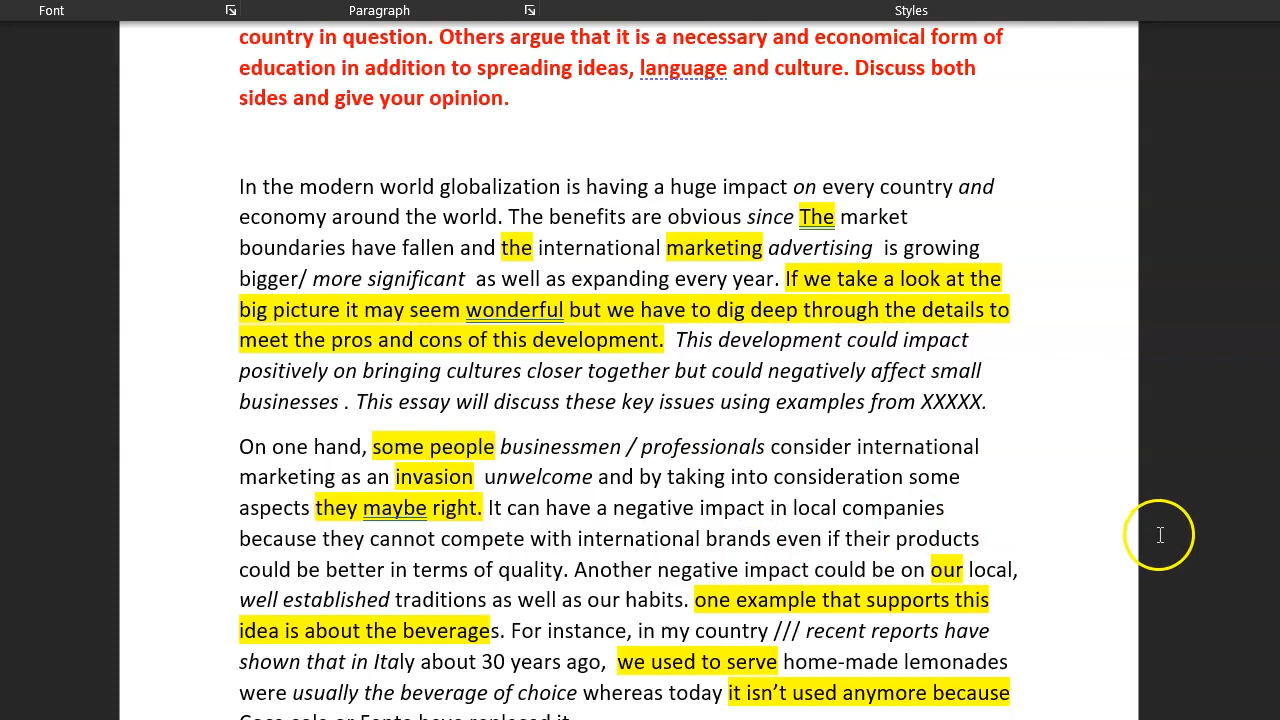 Font Paragraph Styles
country in question. Others argue that it is a necessary and economical form of
education in addition to spreading ideas, language and culture. Discuss both
sides and give your opinion.
In the modern world globalization is having a huge impact on every country and
economy around the world. The benefits are obvious since The market
boundaries have fallen and the international marketing advertising is growing
bigger/ more significant as well as expanding every year. If we take a look at the
big picture it may seem wonderful but we have to dig deep through the details to
meet the pros and cons of this development. This development could impact
positively on bringing cultures closer together but could negatively affect small
businesses . This essay will discuss these key issues using examples from XXXXX.
On one hand, some people businessmen / professionals consider international
marketing as an invasion unwelcome and by taking into consideration some
aspects they maybe right. It can have a negative impact in local companies
because they cannot compete with international brands even if their products
could be better in terms of quality. Another negative impact could be on our local,
well established traditions as well as our habits. one example that supports this
idea is about the beverages. For instance, in my country /// recent reports have
shown that in Italy about 30 years ago, we used to serve home-made lemonades
were usually the beverage of choice whereas today it isn’t used anymore because